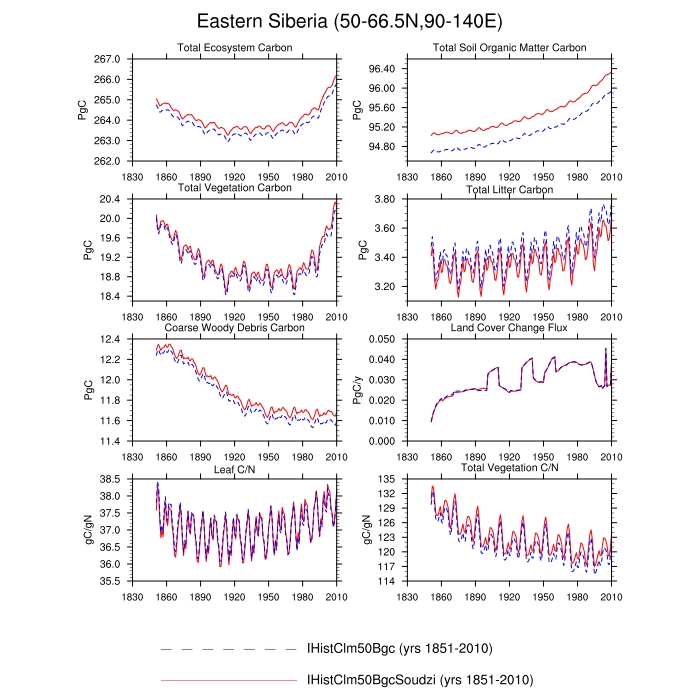 Eastern Siberia (50-66.5N,90-140E)
Total Ecosystem Carbon
PgC
267.0
266.0
265.0
264.0
263.0
262.0
1830 1860 1890 1920 1950 1980 2010
Total Soil Organic Matter Carbon
PgC
96.40
96.00
95.60
95.20
94.80
1830 1860 1890 1920 1950 1980 2010
Total Vegetation Carbon
PgC
20.4
20.0
19.6
19.2
18.8
18.4
1830 1860 1890 1920 1950 1980 2010
Total Litter Carbon
PgC
3.80
3.60
3.40
3.20
1830 1860 1890 1920 1950 1980 2010
Coarse Woody Debris Carbon
PgC
12.4
12.2
12.0
11.8
11.6
11.4
1830 1860 1890 1920 1950 1980 2010
Land Cover Change Flux
PgC/y
0.050
0.040
0.030
0.020
0.010
0.000
1830 1860 1890 1920 1950 1980 2010
Leaf C/N
gC/gN
38.5
38.0
37.5
37.0
36.5
36.0
35.5
1830 1860 1890 1920 1950 1980 2010
Total Vegetation C/N
gC/gN
135
132
129
126
123
120
117
114
1830 1860 1890 1920 1950 1980 2010
IHistClm50Bgc (yrs 1851-2010)
IHistClm50BgcSoudzi (yrs 1851-2010)